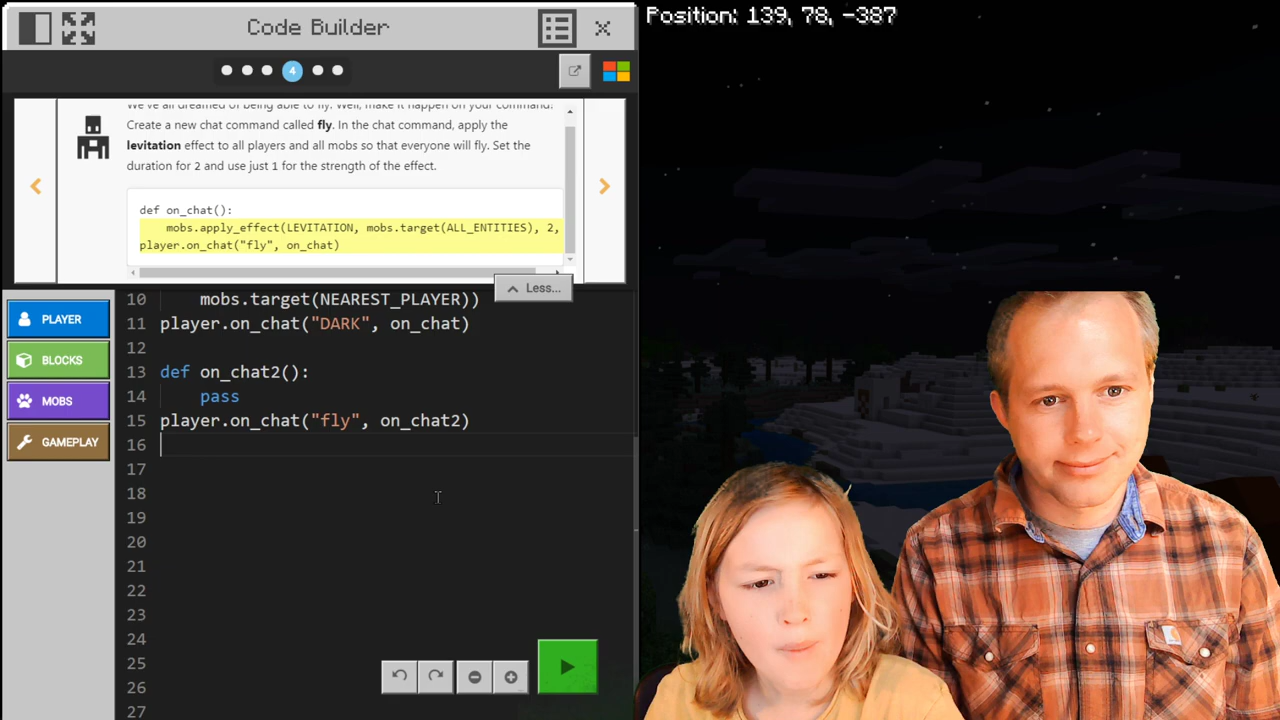 Code Builder
Position: 139, 78, -387
4
We've all dreamed of being able to fly. Well, make it happen on your command!
Create a new chat command called fly. In the chat command, apply the
levitation effect to all players and all mobs so that everyone will fly. Set the
duration for 2 and use just 1 for the strength of the effect.
def on_chat():
mobs.apply_effect(LEVITATION, mobs.target(ALL_ENTITIES), 2,
player.on_chat("fly", on_chat)
Less...
PLAYER
BLOCKS
MOBS
GAMEPLAY
10 mobs.target(NEAREST_PLAYER))
11 player.on_chat("DARK", on_chat)
12
13 def on_chat2():
14 pass
15 player.on_chat("fly", on_chat2)
16
17
18
19
20
21
22
23
24
25
26
27